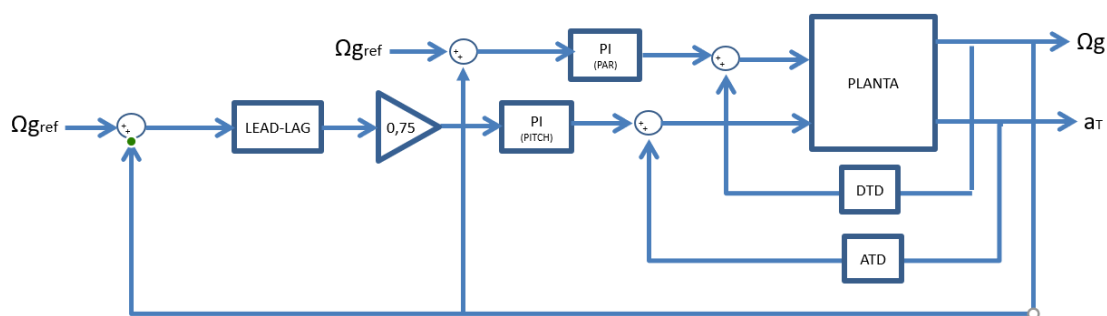 Ωgref
PI
(PAR)
PLANTA
Ωg
Ωgref
LEAD-LAG
0,75
PI
(PITCH)
aT
DTD
ATD
+
+
+
+
+
+
+
+